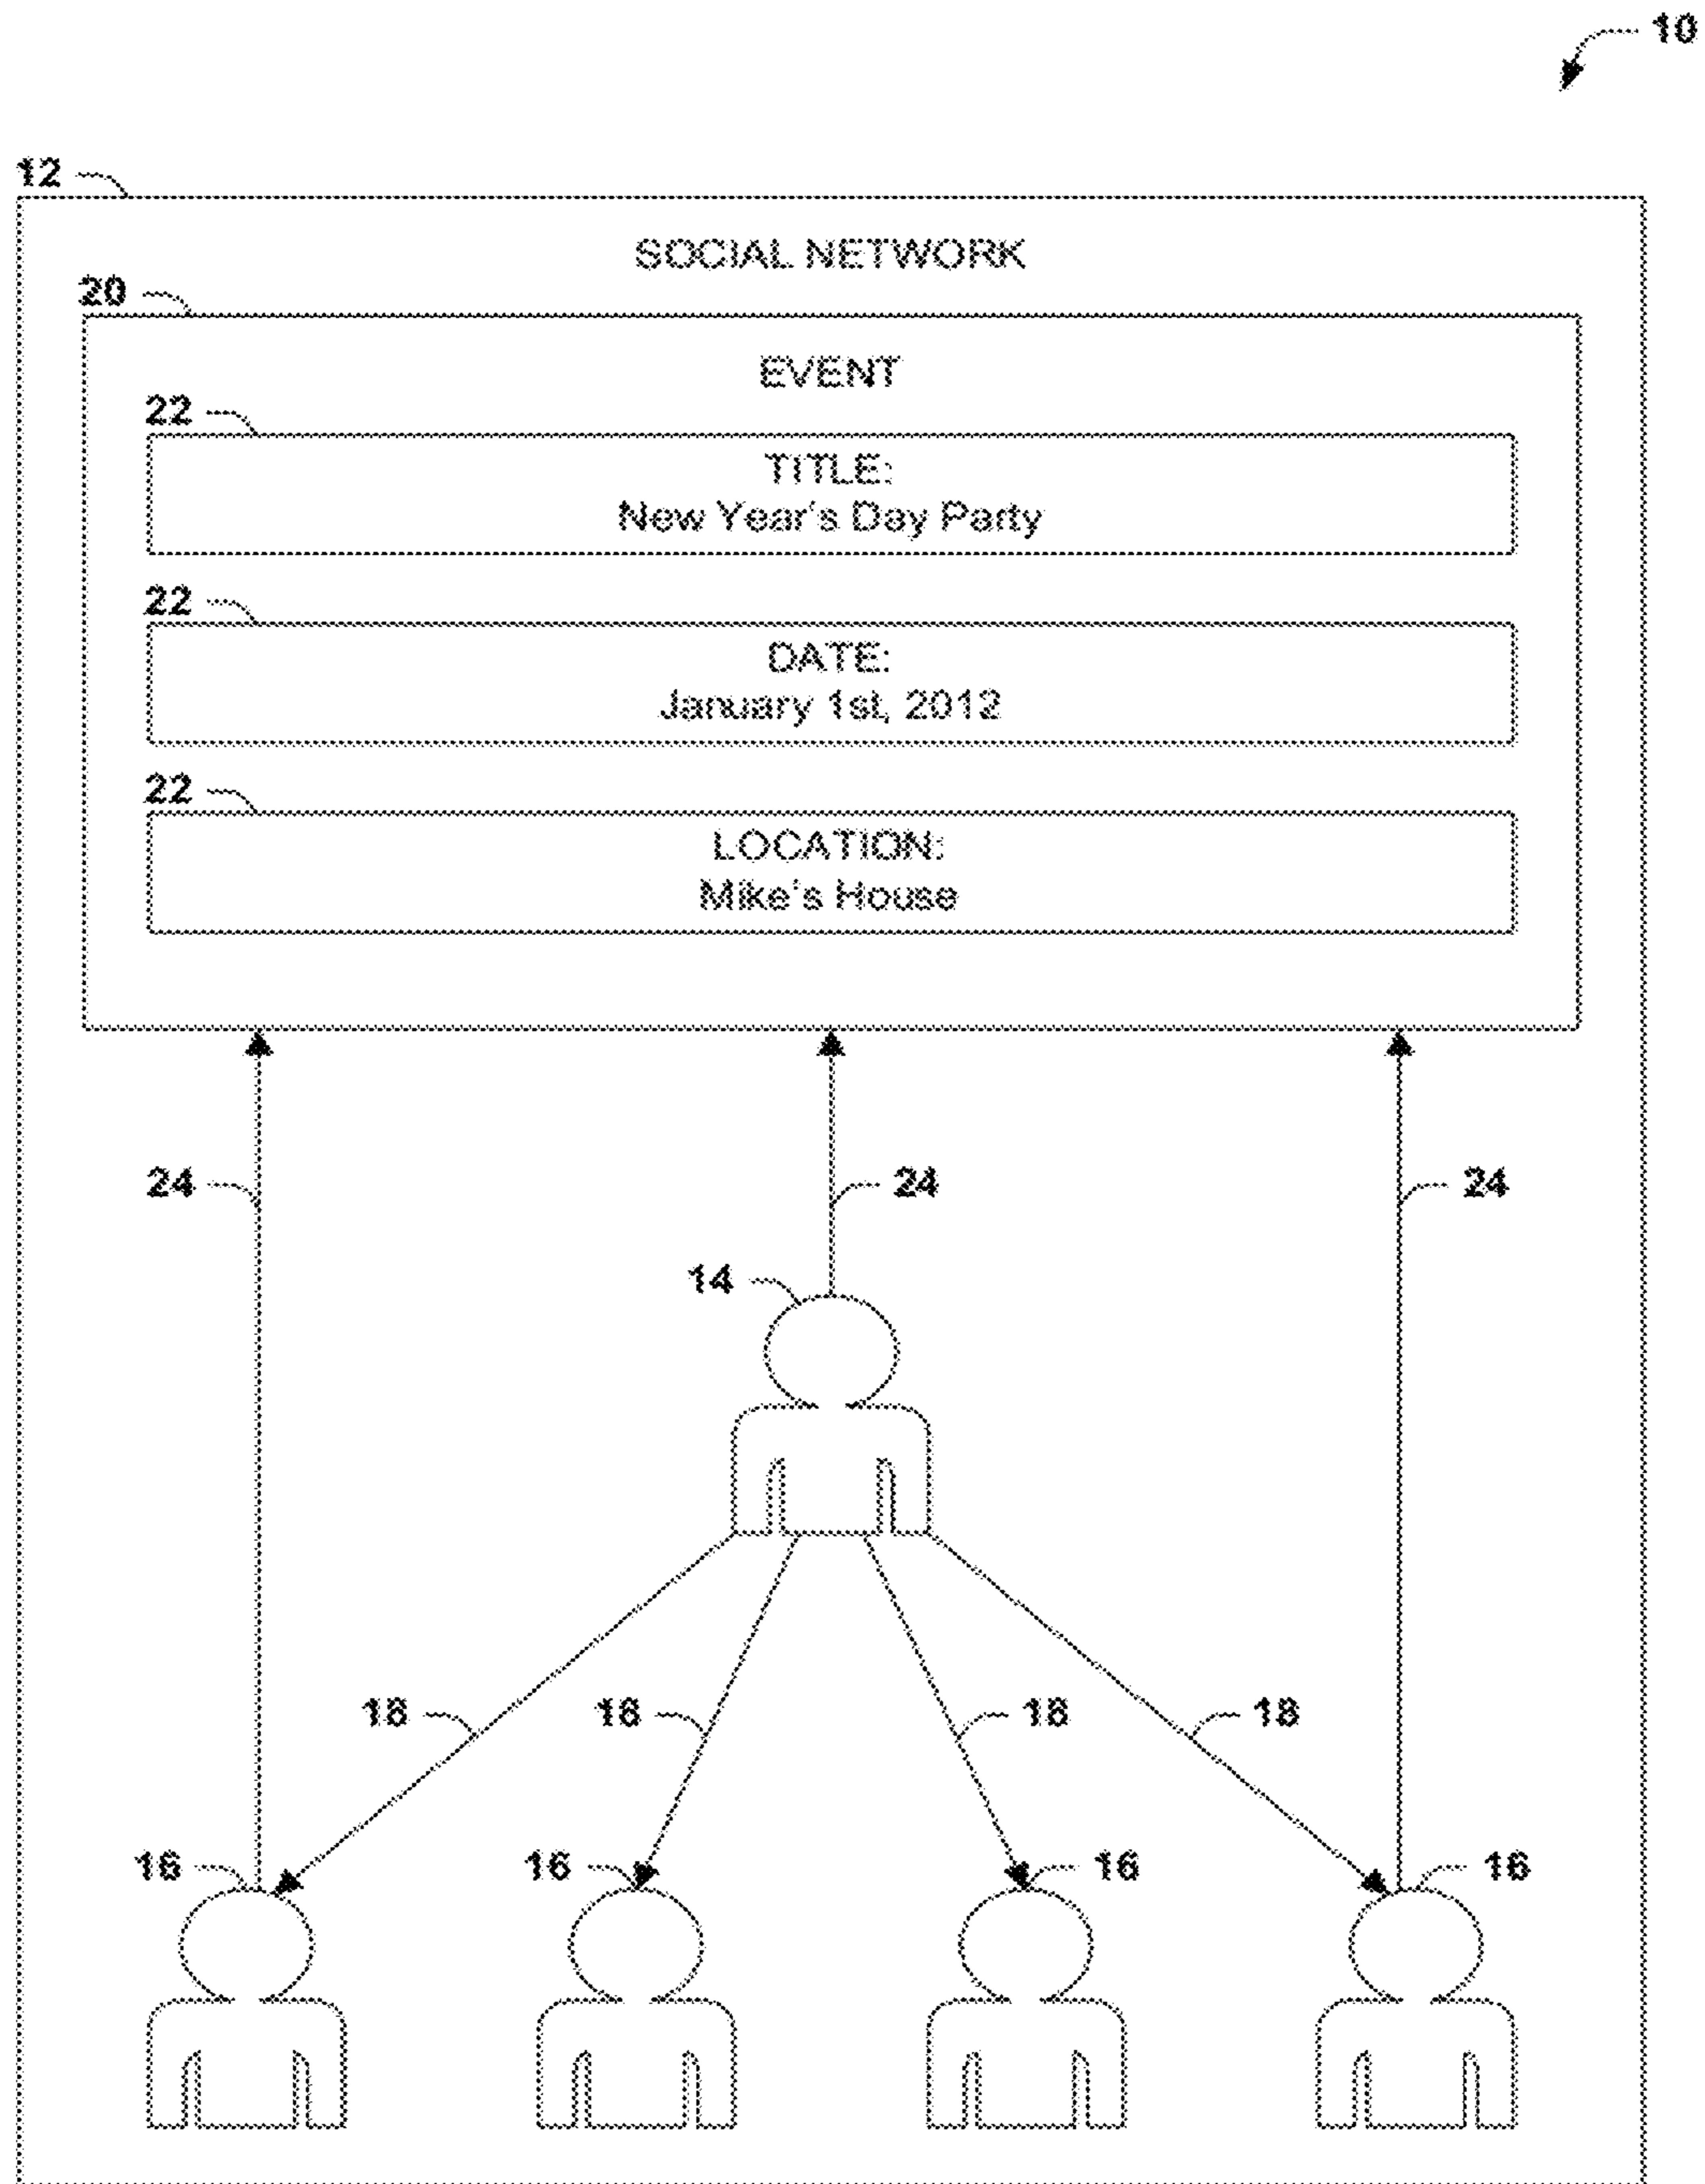 10
12
SOCIAL NETWORK
20
EVENT
22
TITLE:
New Year's Day Party
22
DATE:
January 1st, 2012
22
LOCATION:
Mike's House
24 24 24
14
18 18 18 18
16 16 16 16